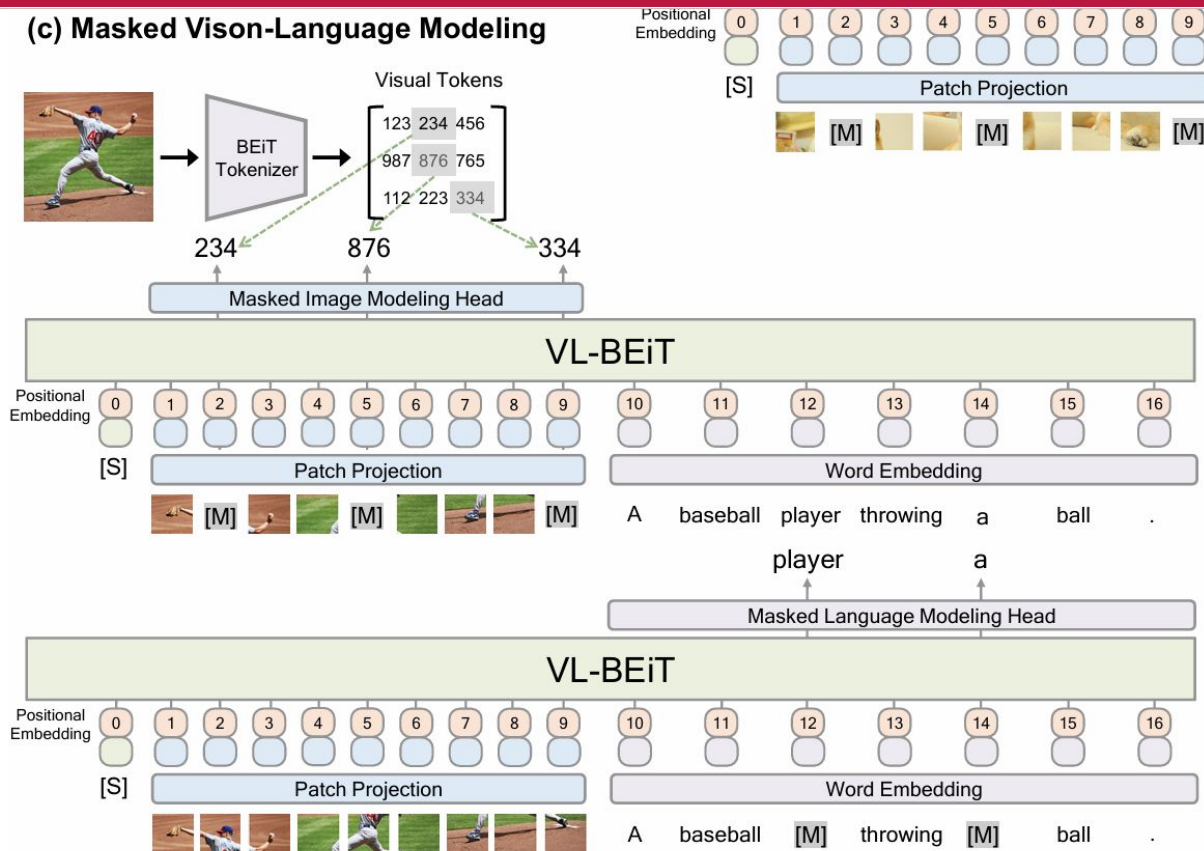 (c) Masked Vison-Language Modeling
Positional
Embedding
0 1 2 3 4 5 6 7 8 9
[S]
Patch Projection
[M] [M] [M]
Visual Tokens
BEiT
Tokenizer
123 234 456
987 876 765
112 223 334
234 876 334
Masked Image Modeling Head
VL-BEiT
Positional
Embedding
0 1 2 3 4 5 6 7 8 9 10 11 12 13 14 15 16
[S]
Patch Projection
Word Embedding
[M] [M] [M]
A baseball player throwing a ball .
player a
Masked Language Modeling Head
VL-BEiT
Positional
Embedding
0 1 2 3 4 5 6 7 8 9 10 11 12 13 14 15 16
[S]
Patch Projection
Word Embedding
A baseball [M] throwing [M] ball .